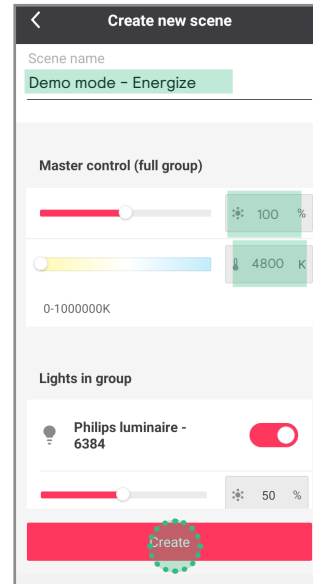 Create new scene
Scene name
Demo mode – Energize
Master control (full group)
100 %
4800 K
0-1000000K
Lights in group
Philips luminaire -
6384
50 %
Create